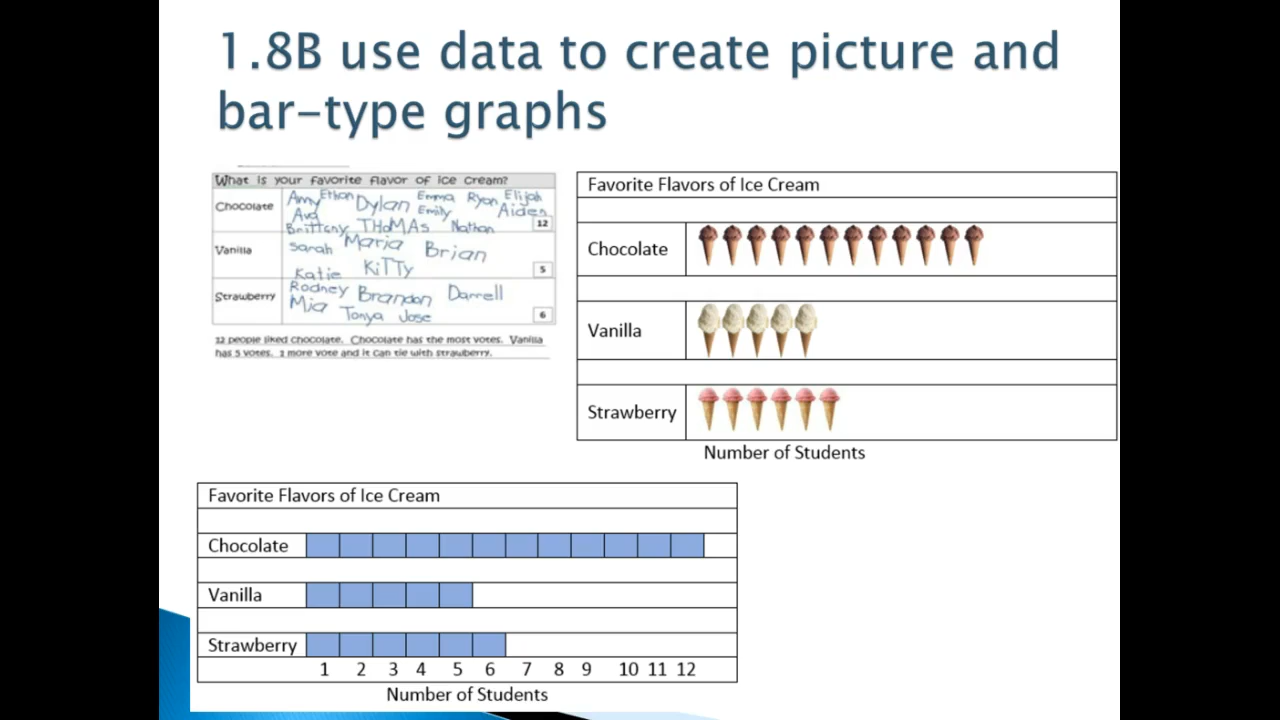 1.8B use data to create picture and
bar-type graphs
What is your favorite flavor of ice cream?
Chocolate
Amy Ethan Dylan Emma Ryan Elijah
Ava Emily Aiden
Brittany THOMAS Nathan
12
Vanilla
Sarah Maria Brian
Katie KiTTy
5
Strawberry
Rodney Brandon Darrell
Mia Tonya Jose
6
12 people liked chocolate. Chocolate has the most votes. Vanilla
has 5 votes. 1 more vote and it can tie with strawberry.
Favorite Flavors of Ice Cream
Chocolate
Vanilla
Strawberry
Number of Students
Favorite Flavors of Ice Cream
Chocolate
Vanilla
Strawberry
1 2 3 4 5 6 7 8 9 10 11 12
Number of Students